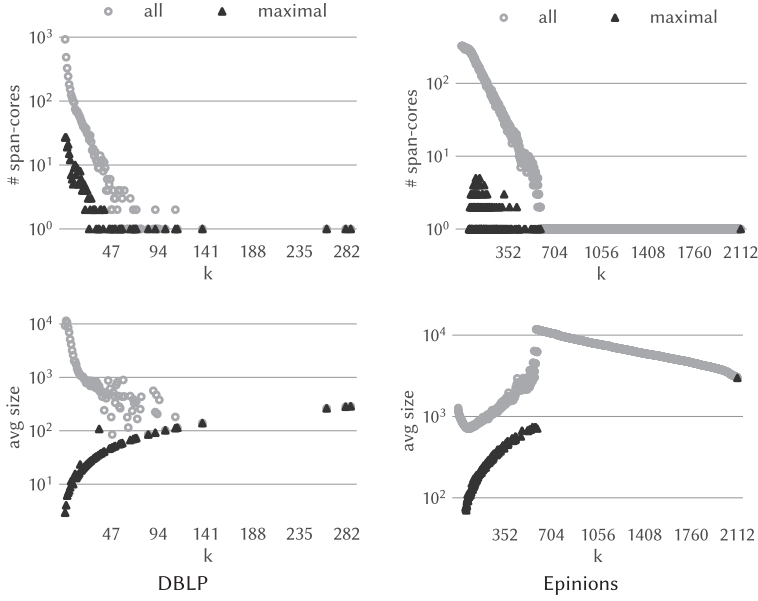 all maximal
10³
10²
10¹
10⁰
# span-cores
47 94 141 188 235 282
k
all maximal
10²
10¹
10⁰
# span-cores
352 704 1056 1408 1760 2112
k
10⁴
10³
10²
10¹
avg size
47 94 141 188 235 282
k
DBLP
10⁴
10³
10²
avg size
352 704 1056 1408 1760 2112
k
Epinions